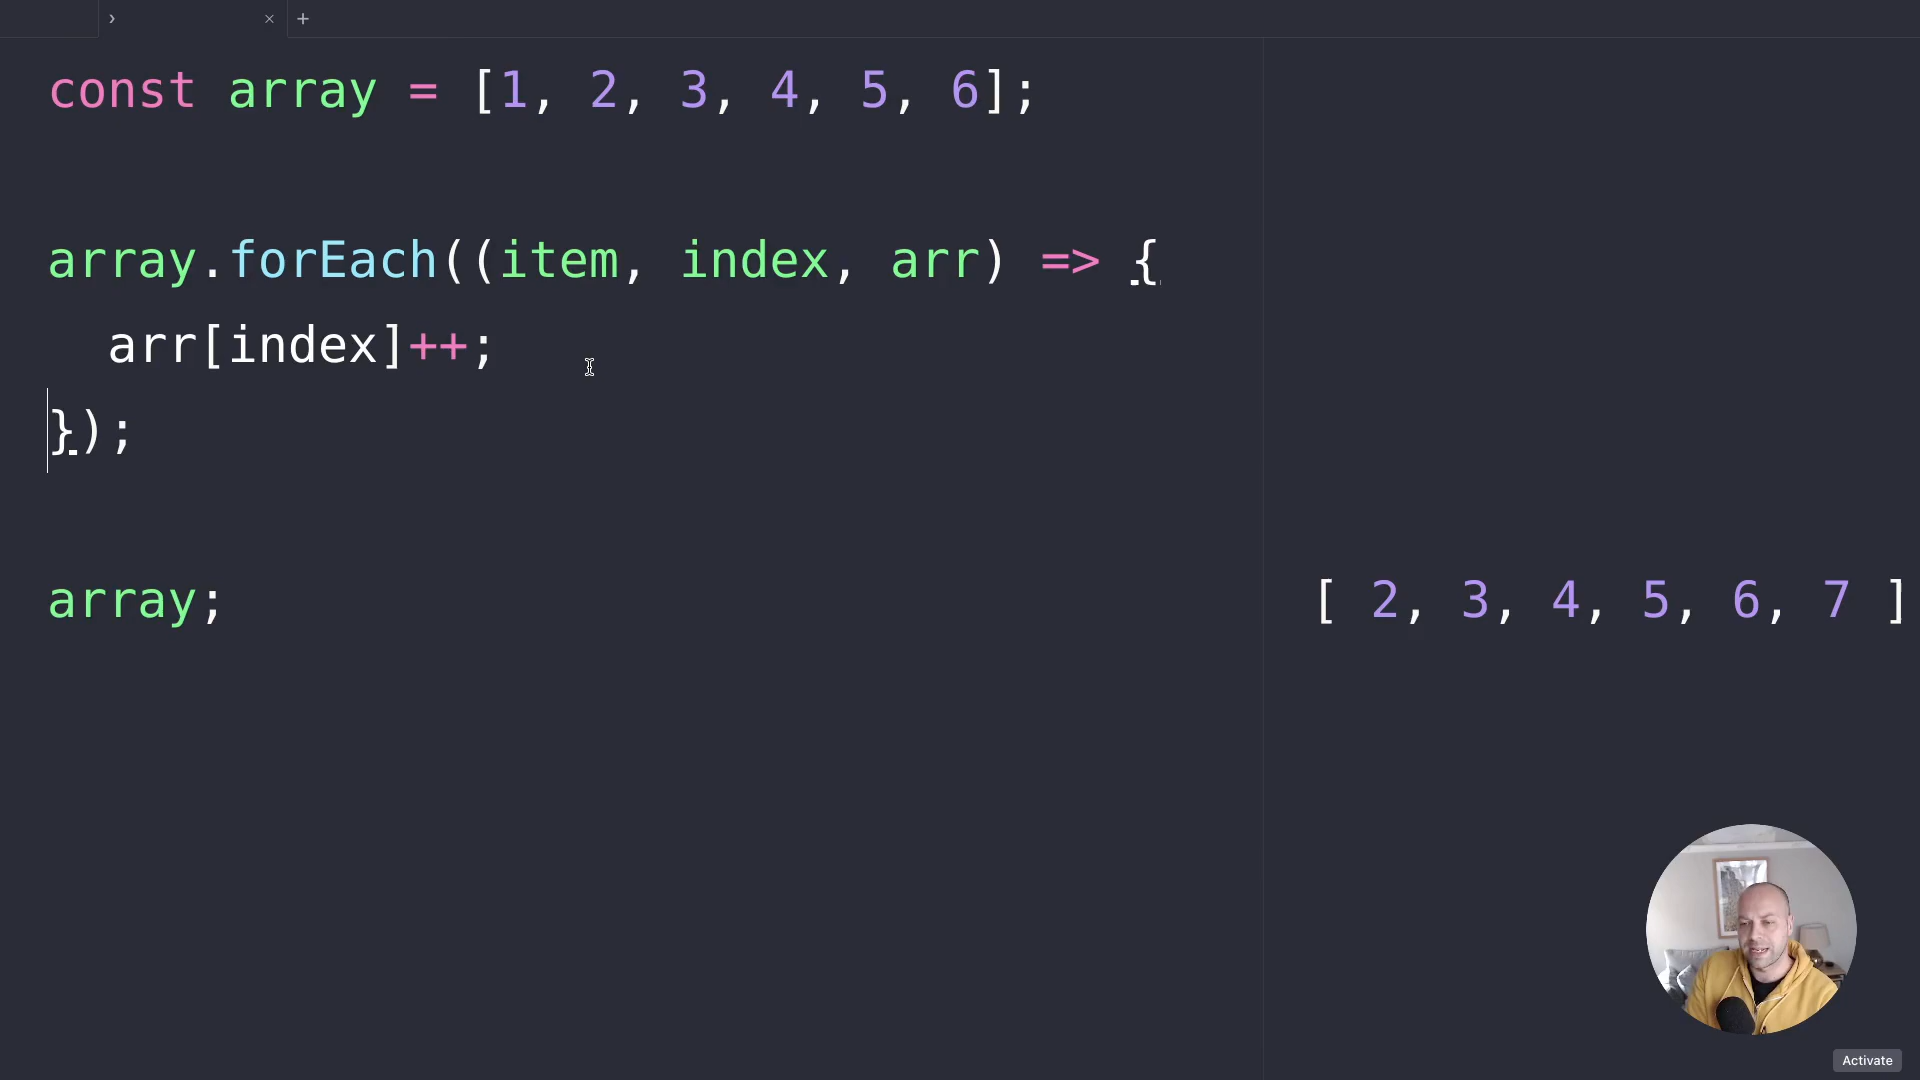 const array = [1, 2, 3, 4, 5, 6];
array.forEach((item, index, arr) => {
  arr[index]++;
});
array;
[ 2, 3, 4, 5, 6, 7 ]
Activate